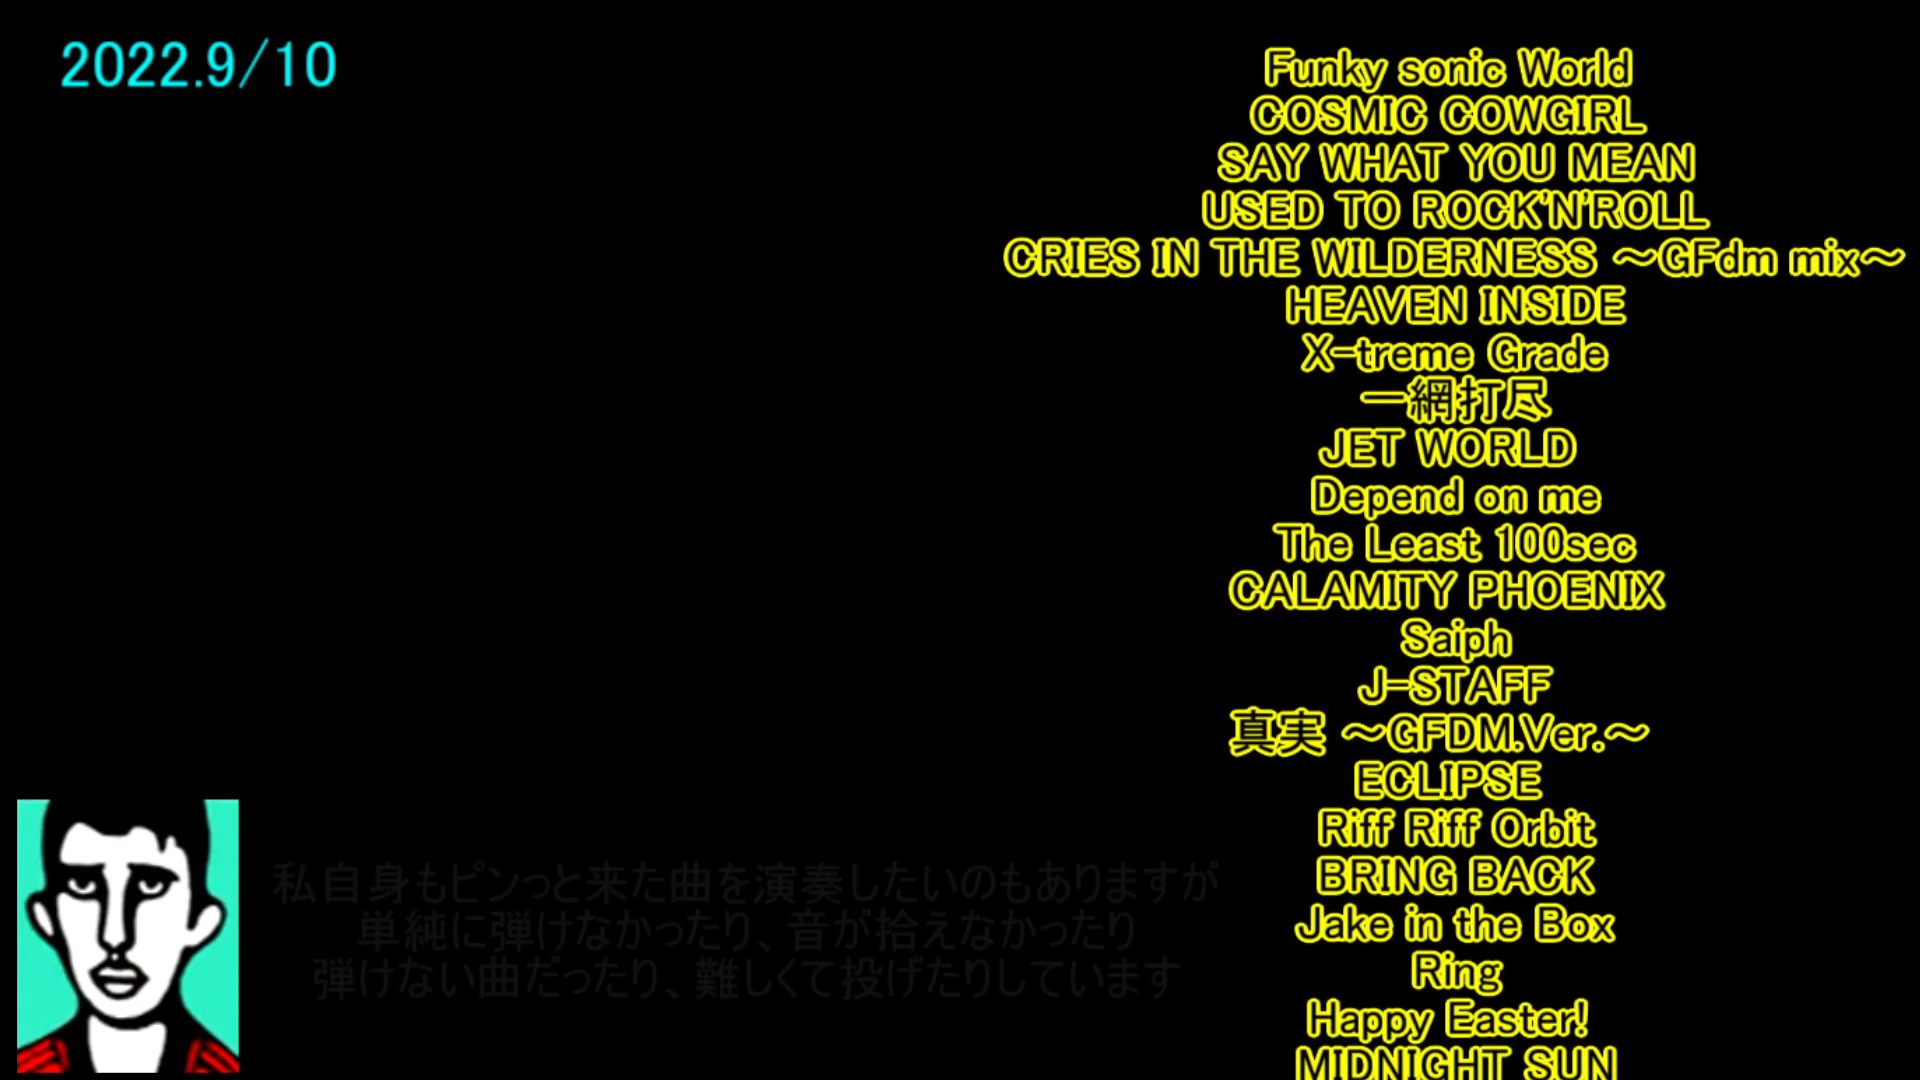 2022.9/10
Funky sonic World
COSMIC COWGIRL
SAY WHAT YOU MEAN
USED TO ROCK'N'ROLL
CRIES IN THE WILDERNESS ～GFdm mix～
HEAVEN INSIDE
X-treme Grade
一網打尽
JET WORLD
Depend on me
The Least 100sec
CALAMITY PHOENIX
Saiph
J-STAFF
真実 ～GFDM.Ver.～
ECLIPSE
Riff Riff Orbit
BRING BACK
Jake in the Box
Ring
Happy Easter!
MIDNIGHT SUN
私自身もピンっと来た曲を演奏したいのもありますが
単純に弾けなかったり、音が拾えなかったり
弾けない曲だったり、難しくて投げたりしています